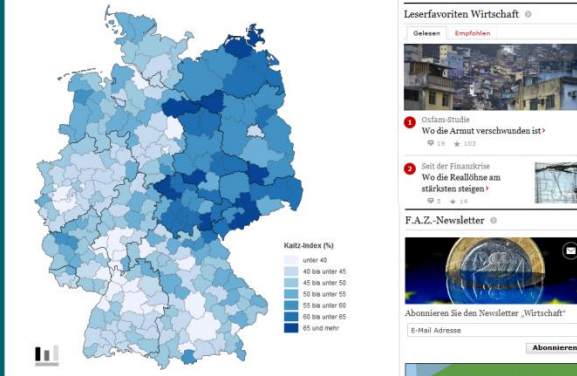 Kaitz-Index (%)
unter 40
40 bis unter 45
45 bis unter 50
50 bis unter 55
55 bis unter 60
60 bis unter 65
65 und mehr
Leserfavoriten Wirtschaft
Gelesen Empfohlen
1 Oxfam-Studie
Wo die Armut verschwunden ist
19 103
2 Seit der Finanzkrise
Wo die Reallöhne am
stärksten steigen
14
F.A.Z.-Newsletter
Abonnieren Sie den Newsletter „Wirtschaft"
E-Mail Adresse
Abonnieren